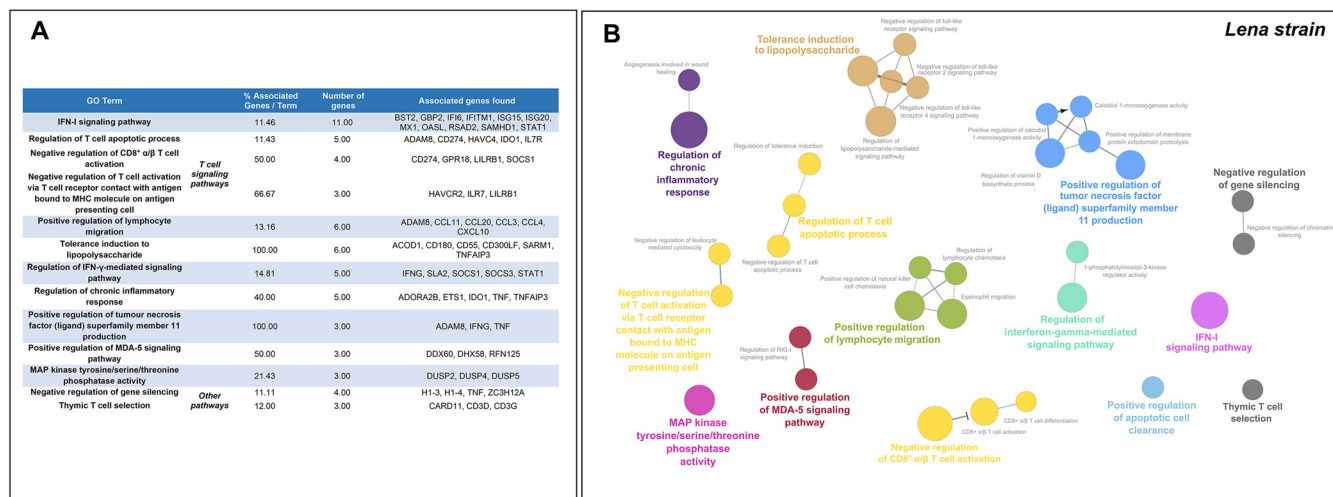 A
GO Term % Associated Genes / Term Number of genes Associated genes found
IFN-I signaling pathway 11.46 11.00 BST2, GBP2, IFI6, IFITM1, ISG15, ISG20, MX1, OASL, RSAD2, SAMHD1, STAT1
Regulation of T cell apoptotic process 11.43 5.00 ADAM8, CD274, HAVC4, IDO1, IL7R
Negative regulation of CD8⁺ α/β T cell activation 50.00 4.00 CD274, GPR18, LILRB1, SOCS1
T cell signaling pathways
Negative regulation of T cell activation via T cell receptor contact with antigen bound to MHC molecule on antigen presenting cell 66.67 3.00 HAVCR2, ILR7, LILRB1
Positive regulation of lymphocyte migration 13.16 6.00 ADAM8, CCL11, CCL20, CCL3, CCL4, CXCL10
Tolerance induction to lipopolysaccharide 100.00 6.00 ACOD1, CD180, CD55, CD300LF, SARM1, TNFAIP3
Regulation of IFN-γ-mediated signaling pathway 14.81 5.00 IFNG, SLA2, SOCS1, SOCS3, STAT1
Regulation of chronic inflammatory response 40.00 5.00 ADORA2B, ETS1, IDO1, TNF, TNFAIP3
Positive regulation of tumour necrosis factor (ligand) superfamily member 11 production 100.00 3.00 ADAM8, IFNG, TNF
Positive regulation of MDA-5 signaling pathway 50.00 3.00 DDX60, DHX58, RFN125
MAP kinase tyrosine/serine/threonine phosphatase activity 21.43 3.00 DUSP2, DUSP4, DUSP5
Negative regulation of gene silencing 11.11 4.00 H1-3, H1-4, TNF, ZC3H12A
Other pathways
Thymic T cell selection 12.00 3.00 CARD11, CD3D, CD3G
B
Lena strain
Angiogenesis involved in wound
healing
Regulation of
chronic
inflammatory
response
Tolerance induction
to lipopolysaccharide
Negative regulation of toll-like
receptor signaling pathway
Negative regulation of toll-like
receptor 2 signaling pathway
Negative regulation of toll-like
receptor 4 signaling pathway
Regulation of
lipopolysaccharide-mediated
signaling pathway
Calcidiol 1-monooxygenase activity
Positive regulation of calcidiol
1-monooxygenase activity
Positive regulation of membrane
protein ectodomain proteolysis
Regulation of vitamin D
biosynthetic process
Positive regulation of
tumor necrosis factor
(ligand) superfamily member
11 production
Negative regulation
of gene silencing
Negative regulation of chromatin
silencing
Regulation of tolerance induction
Regulation of T cell
apoptotic process
Negative regulation of T cell
apoptotic process
Negative regulation of leukocyte
mediated cytotoxicity
Negative regulation
of T cell activation
via T cell receptor
contact with antigen
bound to MHC
molecule on antigen
presenting cell
Regulation of
lymphocyte chemotaxis
Positive regulation of natural killer
cell chemotaxis
Eosinophil migration
Positive regulation
of lymphocyte migration
1-phosphatidylinositol-3-kinase
regulator activity
Regulation of
interferon-gamma-mediated
signaling pathway
IFN-I
signaling pathway
Regulation of RIG-I
signaling pathway
Positive regulation
of MDA-5 signaling
pathway
MAP kinase
tyrosine/serine/threonine
phosphatase
activity
CD8+ α/β T cell differentiation
CD8+ α/β T cell activation
Negative regulation
of CD8⁺ α/β T cell activation
Positive regulation
of apoptotic cell
clearance
Thymic T cell
selection